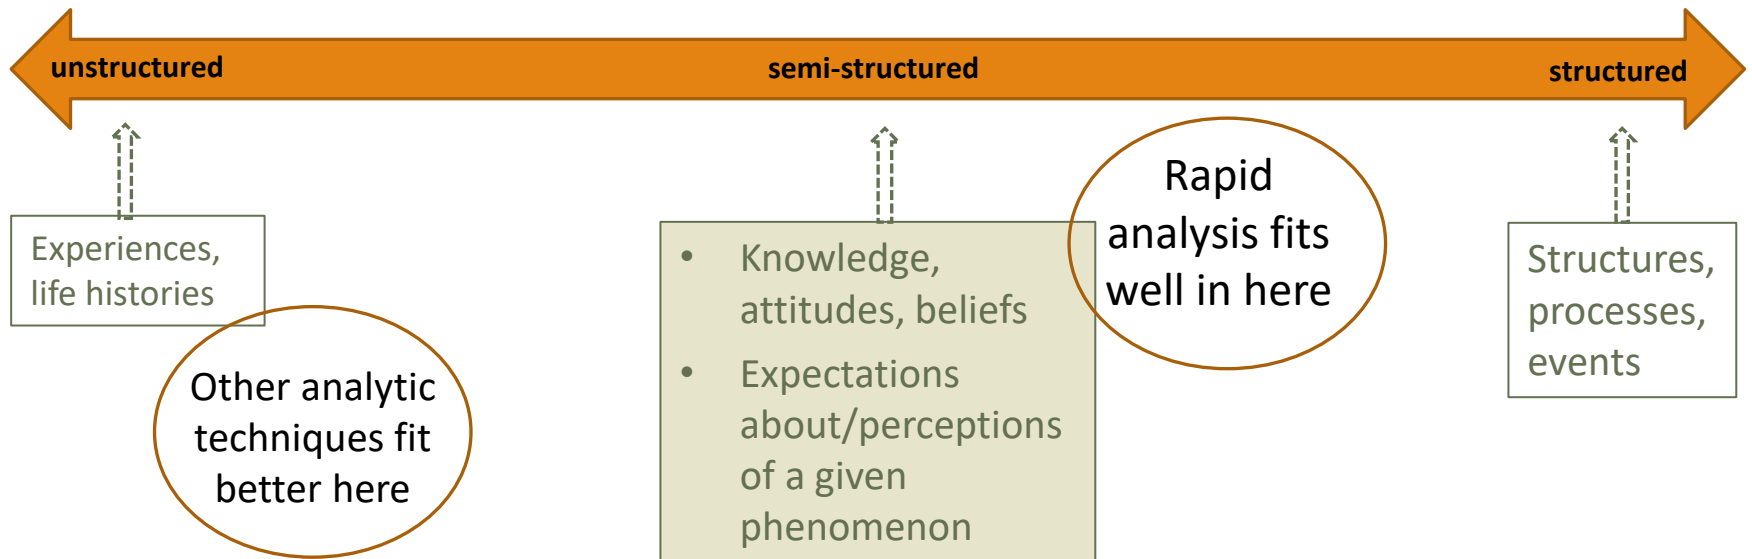 unstructured
semi-structured
structured
Experiences,
life histories
Other analytic
techniques fit
better here
• Knowledge,
attitudes, beliefs
• Expectations
about/perceptions
of a given
phenomenon
Rapid
analysis fits
well in here
Structures,
processes,
events